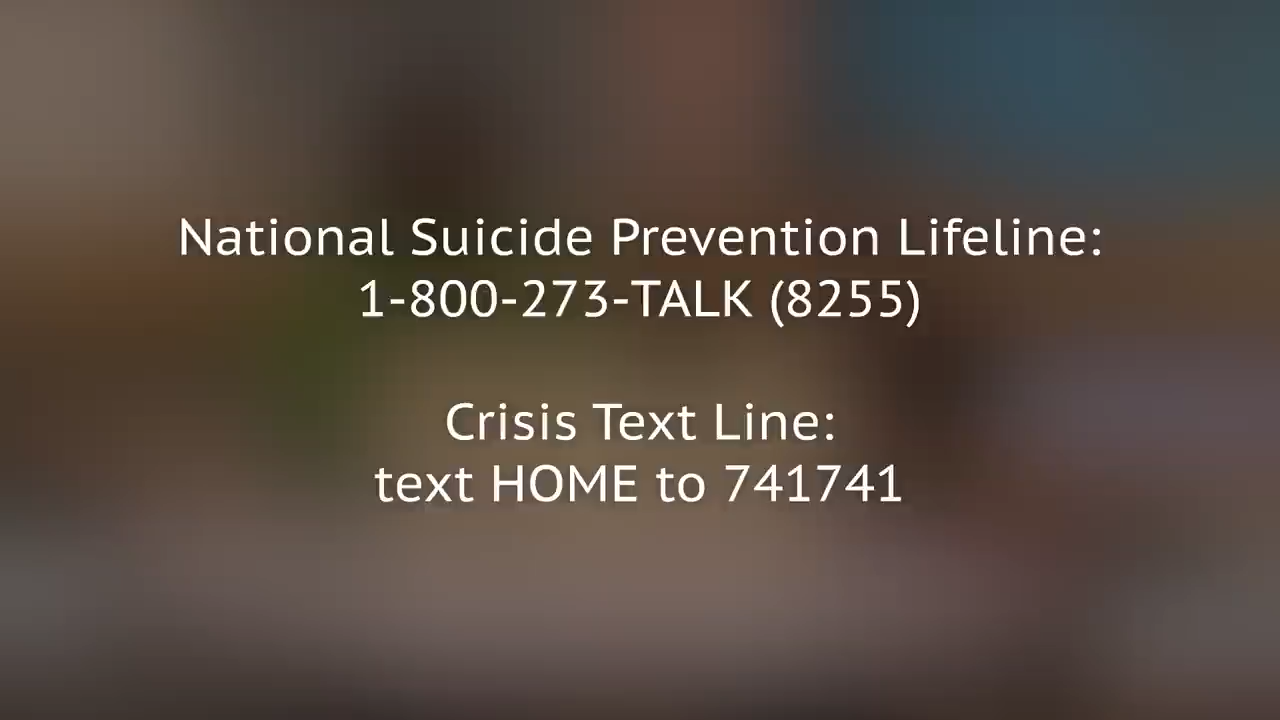 National Suicide Prevention Lifeline:
1-800-273-TALK (8255)
Crisis Text Line:
text HOME to 741741